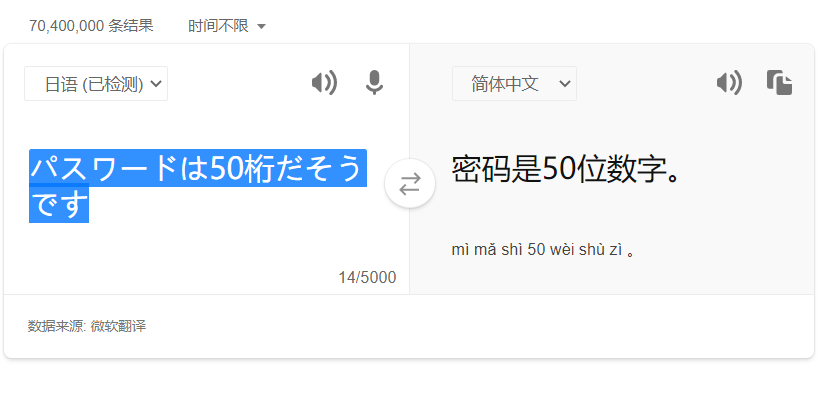 70,400,000 条结果 时间不限
日语 (已检测) 简体中文
パスワードは50桁だそう
です
密码是50位数字。
mì mǎ shì 50 wèi shù zì 。
14/5000
数据来源: 微软翻译